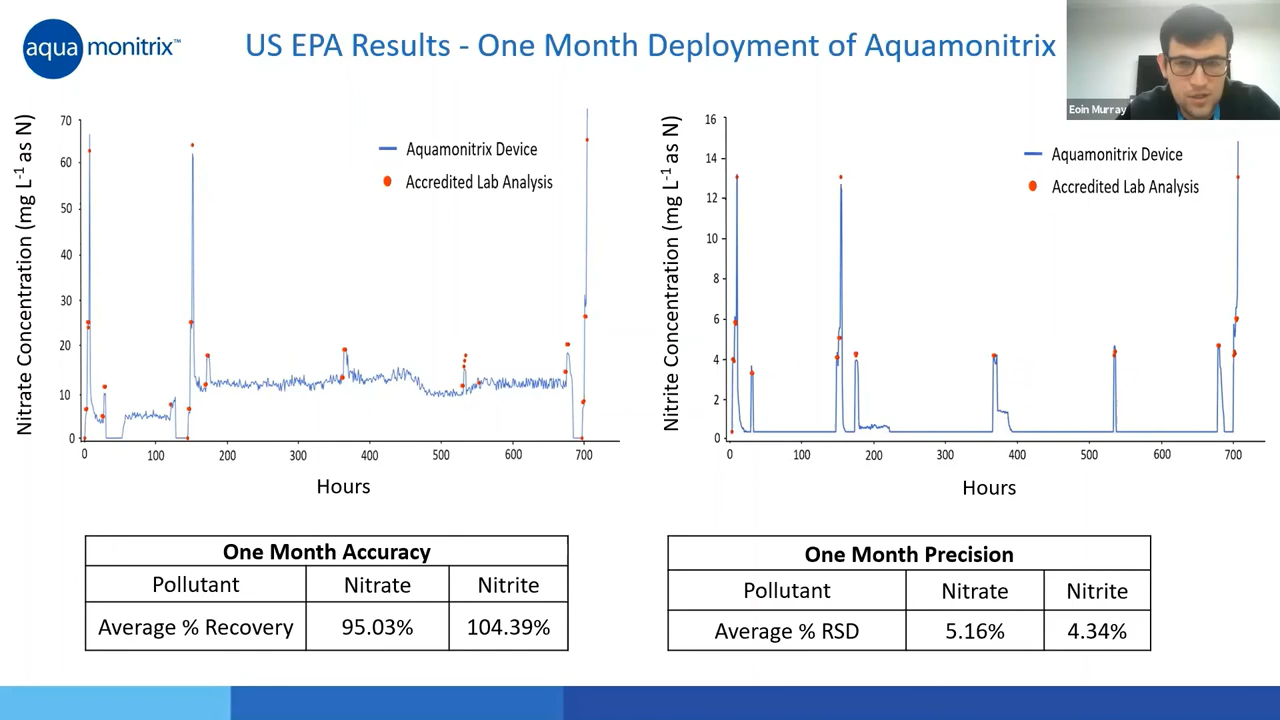 aqua monitrix™
US EPA Results - One Month Deployment of Aquamonitrix
Eoin Murray
Nitrate Concentration (mg L-1 as N)
70
60
50
40
30
20
10
0
Aquamonitrix Device
Accredited Lab Analysis
0 100 200 300 400 500 600 700
Hours
Nitrite Concentration (mg L-1 as N)
16
14
12
10
8
6
4
2
0
Aquamonitrix Device
Accredited Lab Analysis
0 100 200 300 400 500 600 700
Hours
One Month Accuracy
Pollutant Nitrate Nitrite
Average % Recovery 95.03% 104.39%
One Month Precision
Pollutant Nitrate Nitrite
Average % RSD 5.16% 4.34%